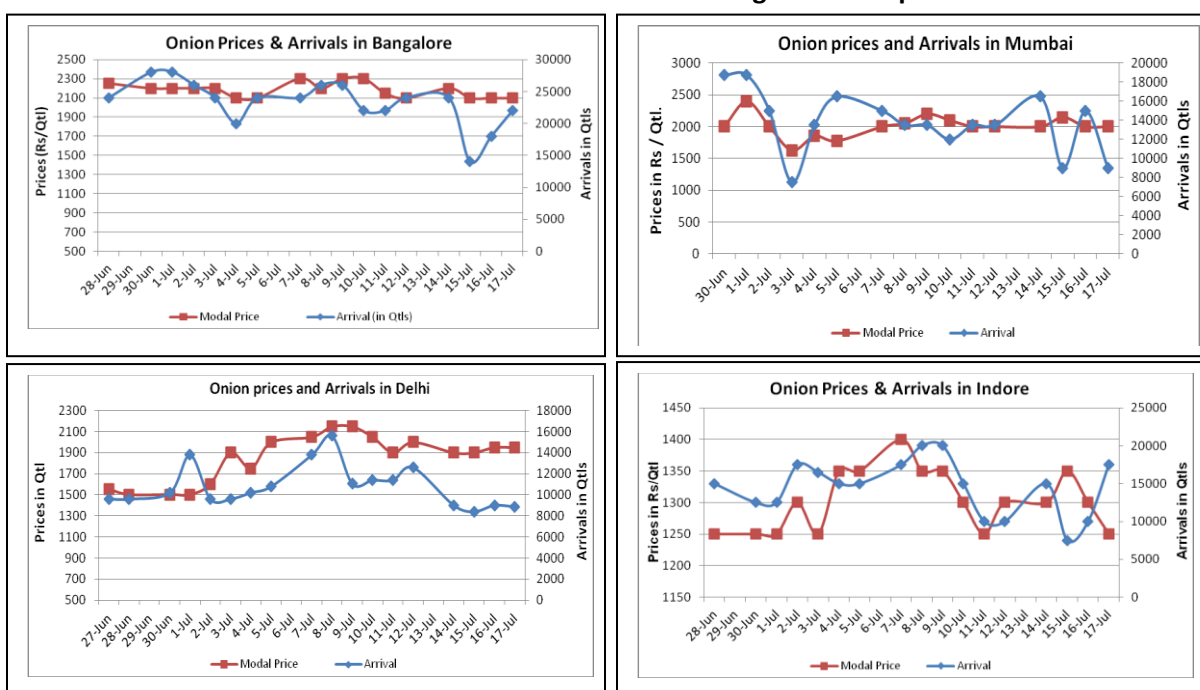 Onion Prices & Arrivals in Bangalore
2500
2300
2100
1900
1700
1500
1300
1100
900
700
500
Prices (Rs/Qtl)
30000
25000
20000
15000
10000
5000
0
Arrivals in Qtls
28-Jun
29-Jun
30-Jun
1-Jul
2-Jul
3-Jul
4-Jul
5-Jul
6-Jul
7-Jul
8-Jul
9-Jul
10-Jul
11-Jul
12-Jul
13-Jul
14-Jul
15-Jul
16-Jul
17-Jul
Modal Price Arrival (in Qtls)
Onion prices and Arrivals in Mumbai
3000
2500
2000
1500
1000
500
0
Prices in Rs / Qtl.
20000
18000
16000
14000
12000
10000
8000
6000
4000
2000
0
Arrivals in Qtls
30-Jun
1-Jul
2-Jul
3-Jul
4-Jul
5-Jul
6-Jul
7-Jul
8-Jul
9-Jul
10-Jul
11-Jul
12-Jul
13-Jul
14-Jul
15-Jul
16-Jul
17-Jul
Modal Price Arrival
Onion prices and Arrivals in Delhi
2300
2100
1900
1700
1500
1300
1100
900
700
500
Prices in Qtl
18000
16000
14000
12000
10000
8000
6000
4000
2000
0
Arrivals in Qtls
27-Jun
28-Jun
29-Jun
30-Jun
1-Jul
2-Jul
3-Jul
4-Jul
5-Jul
6-Jul
7-Jul
8-Jul
9-Jul
10-Jul
11-Jul
12-Jul
13-Jul
14-Jul
15-Jul
16-Jul
17-Jul
Modal Price Arrival
Onion Prices & Arrivals in Indore
1450
1400
1350
1300
1250
1200
1150
Prices in Rs/Qtl
25000
20000
15000
10000
5000
0
Arrivals in Qtls
28-Jun
29-Jun
30-Jun
1-Jul
2-Jul
3-Jul
4-Jul
5-Jul
6-Jul
7-Jul
8-Jul
9-Jul
10-Jul
11-Jul
12-Jul
13-Jul
14-Jul
15-Jul
16-Jul
17-Jul
Modal Price Arrival